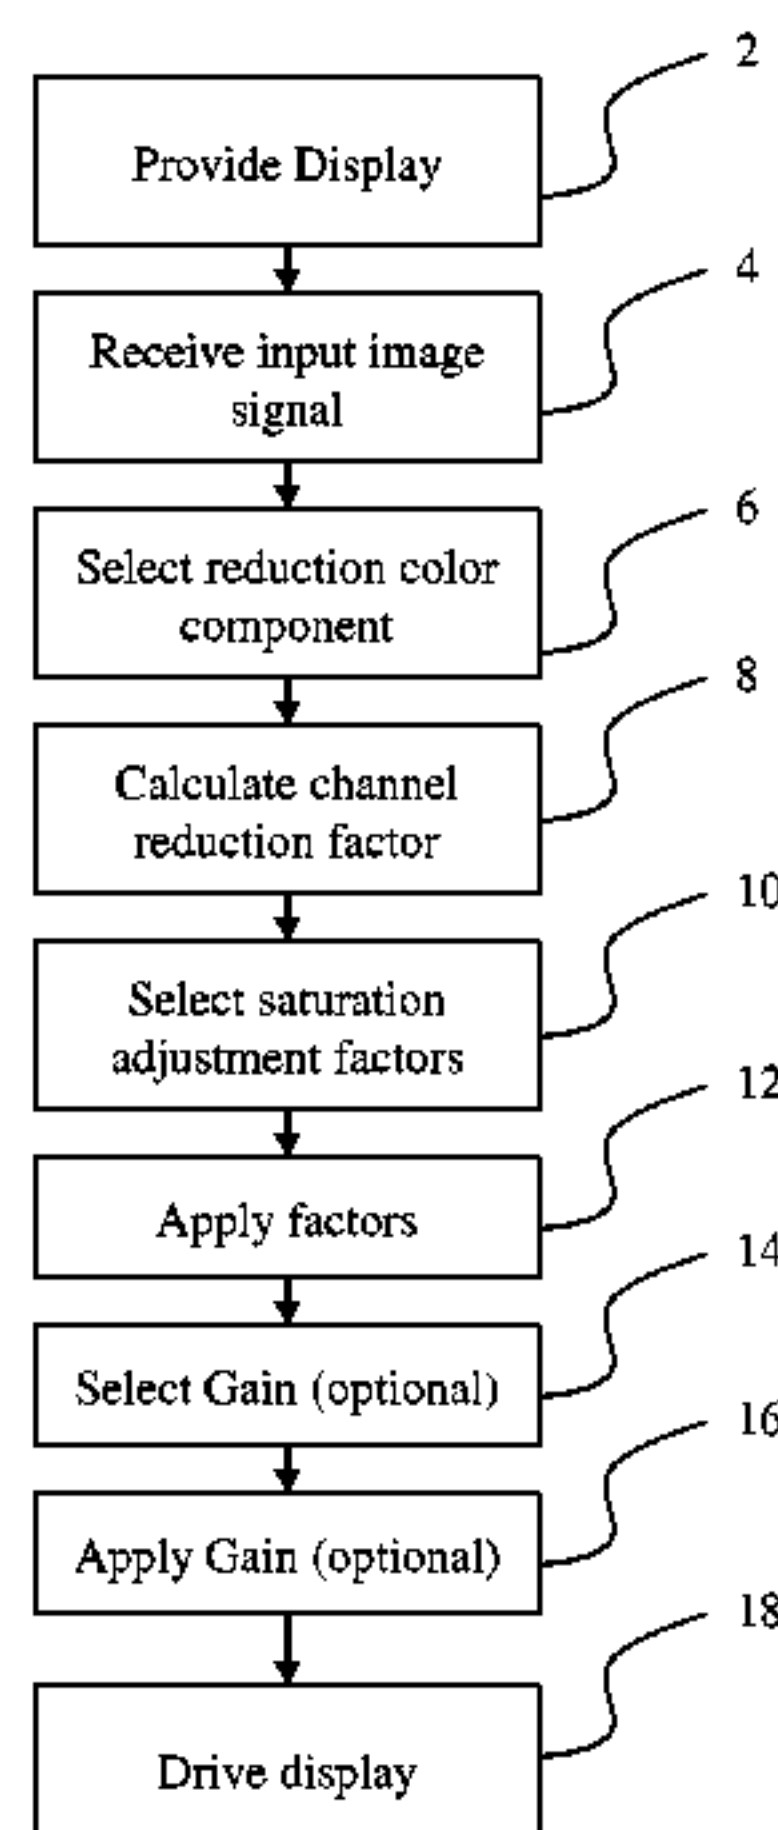 2
Provide Display
4
Receive input image
signal
6
Select reduction color
component
8
Calculate channel
reduction factor
10
Select saturation
adjustment factors
12
Apply factors
14
Select Gain (optional)
16
Apply Gain (optional)
18
Drive display